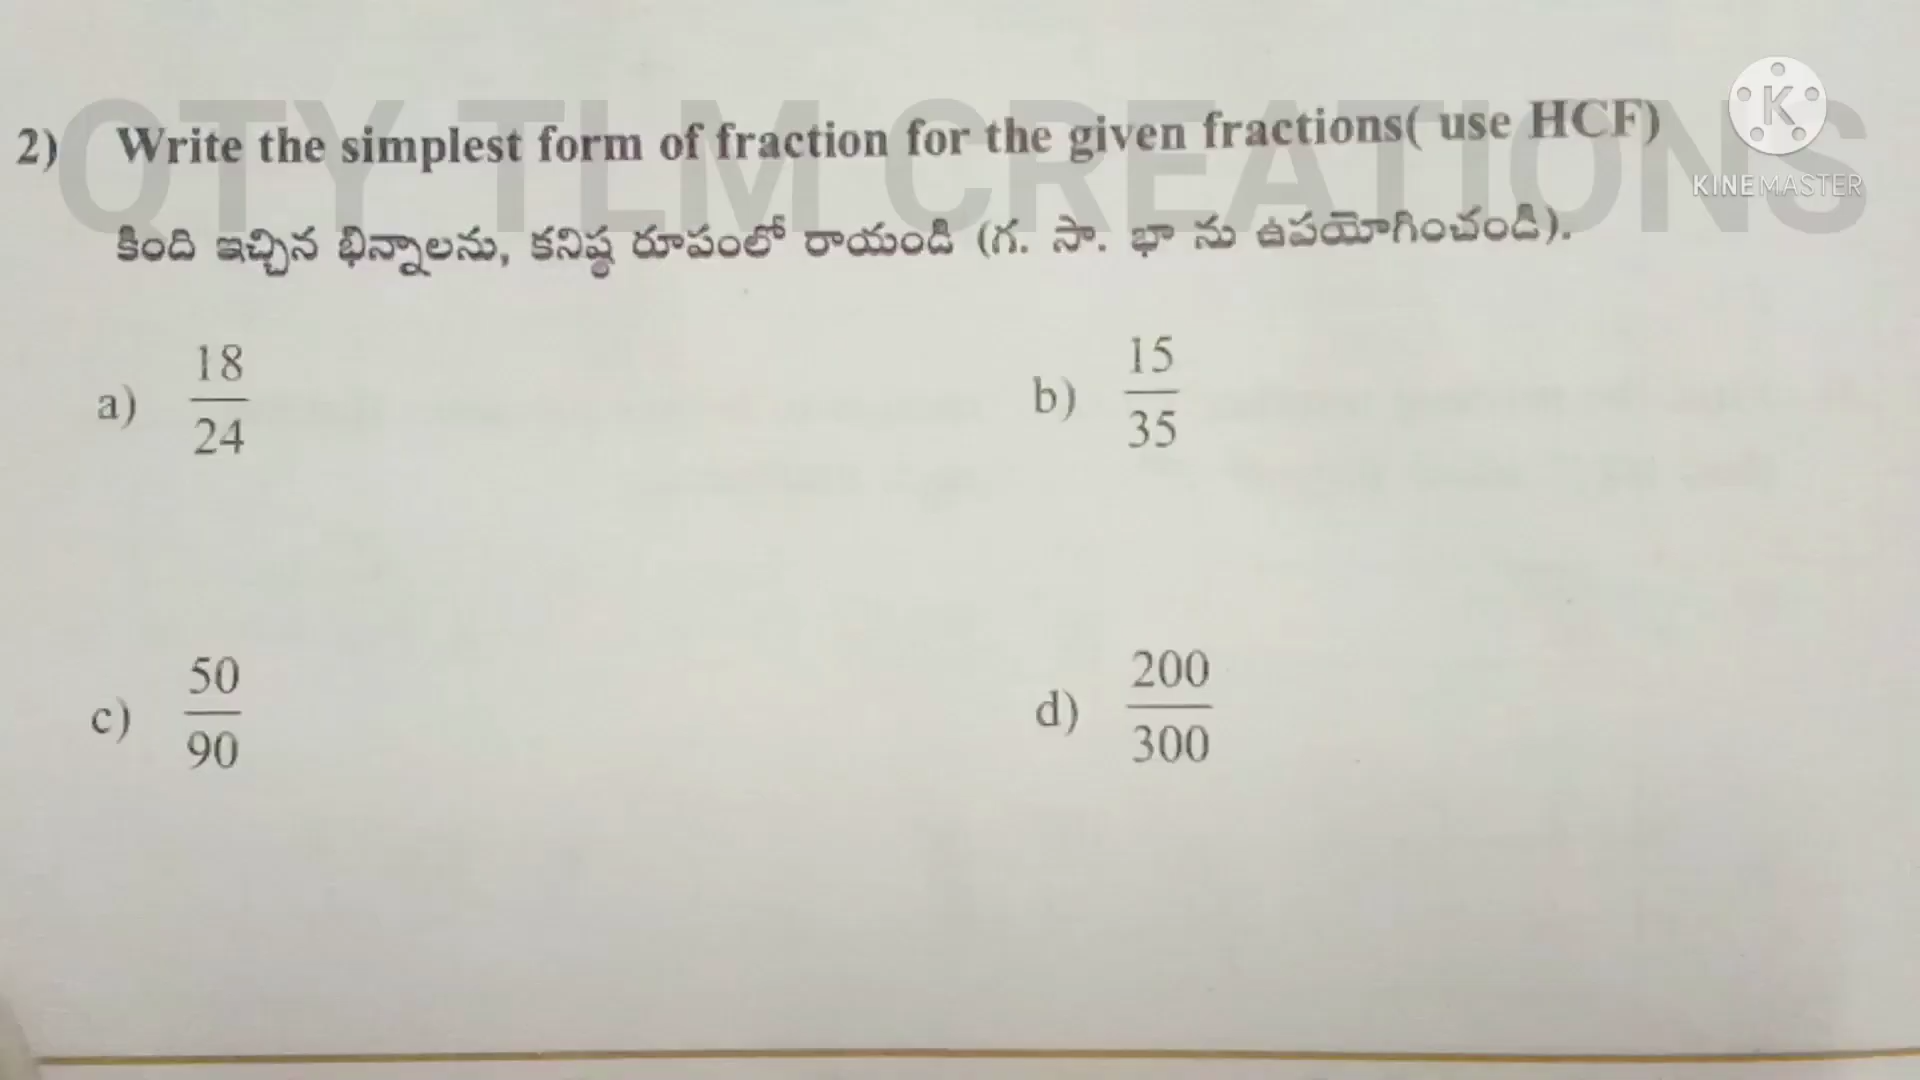 QTY TLM CREATIONS
K
KINEMASTER
2) Write the simplest form of fraction for the given fractions( use HCF)
కింది ఇచ్చిన భిన్నాలను, కనిష్ఠ రూపంలో రాయండి (గ. సా. భా ను ఉపయోగించండి).
a) 18/24
b) 15/35
c) 50/90
d) 200/300